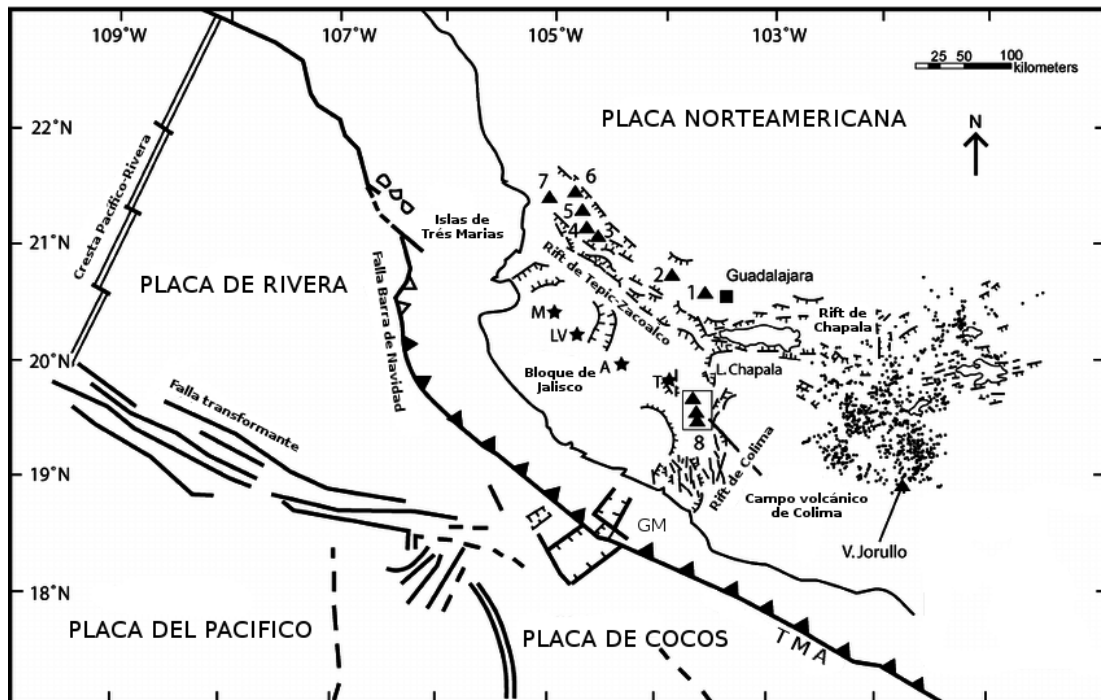 109°W
107°W
105°W
103°W
25 50 100
kilometers
PLACA NORTEAMERICANA
N
22°N
21°N
20°N
19°N
18°N
Cresta Pacífico-Rivera
PLACA DE RIVERA
Islas de
Trés Marias
Falla Barra de Navidad
7
6
5
4
3
Rift de Tepic-Zacoalco
2
1
Guadalajara
Rift de
Chapala
L. Chapala
M
LV
A
T
Bloque de
Jalisco
8
Rift de Colima
Campo volcánico
de Colima
V. Jorullo
Falla transformante
EG
GM
PLACA DEL PACIFICO
PLACA DE COCOS
TMA